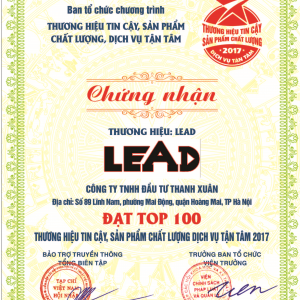 Ban tổ chức chương trình
THƯƠNG HIỆU TIN CẬY, SẢN PHẨM
CHẤT LƯỢNG, DỊCH VỤ TẬN TÂM
THƯƠNG HIỆU TIN CẬY
SẢN PHẨM CHẤT LƯỢNG
2017
DỊCH VỤ TẬN TÂM
Chứng nhận
THƯƠNG HIỆU: LEAD
LEAD
CÔNG TY TNHH ĐẦU TƯ THANH XUÂN
Địa chỉ: Số 89 Lĩnh Nam, phường Mai Động, quận Hoàng Mai, TP Hà Nội
ĐẠT TOP 100
THƯƠNG HIỆU TIN CẬY, SẢN PHẨM CHẤT LƯỢNG DỊCH VỤ TẬN TÂM 2017
BẢO TRỢ TRUYỀN THÔNG
TỔNG BIÊN TẬP
TRƯỞNG BAN TỔ CHỨC
VIỆN TRƯỞNG
TẠP CHÍ
VIỆT NAM
HỘI NHẬP
VIỆN
CHÍNH SÁCH
PHÁP LUẬT
VÀ QUẢN LÝ